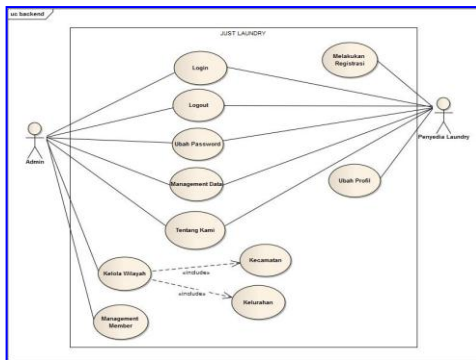 uc backend
JUST LAUNDRY
Melakukan
Registrasi
Login
Logout
Ubah Password
Admin
Penyedia Laundry
Management Data
Ubah Profil
Tentang Kami
Kelola Wilayah
«include»
Kecamatan
«include»
Kelurahan
Management
Member